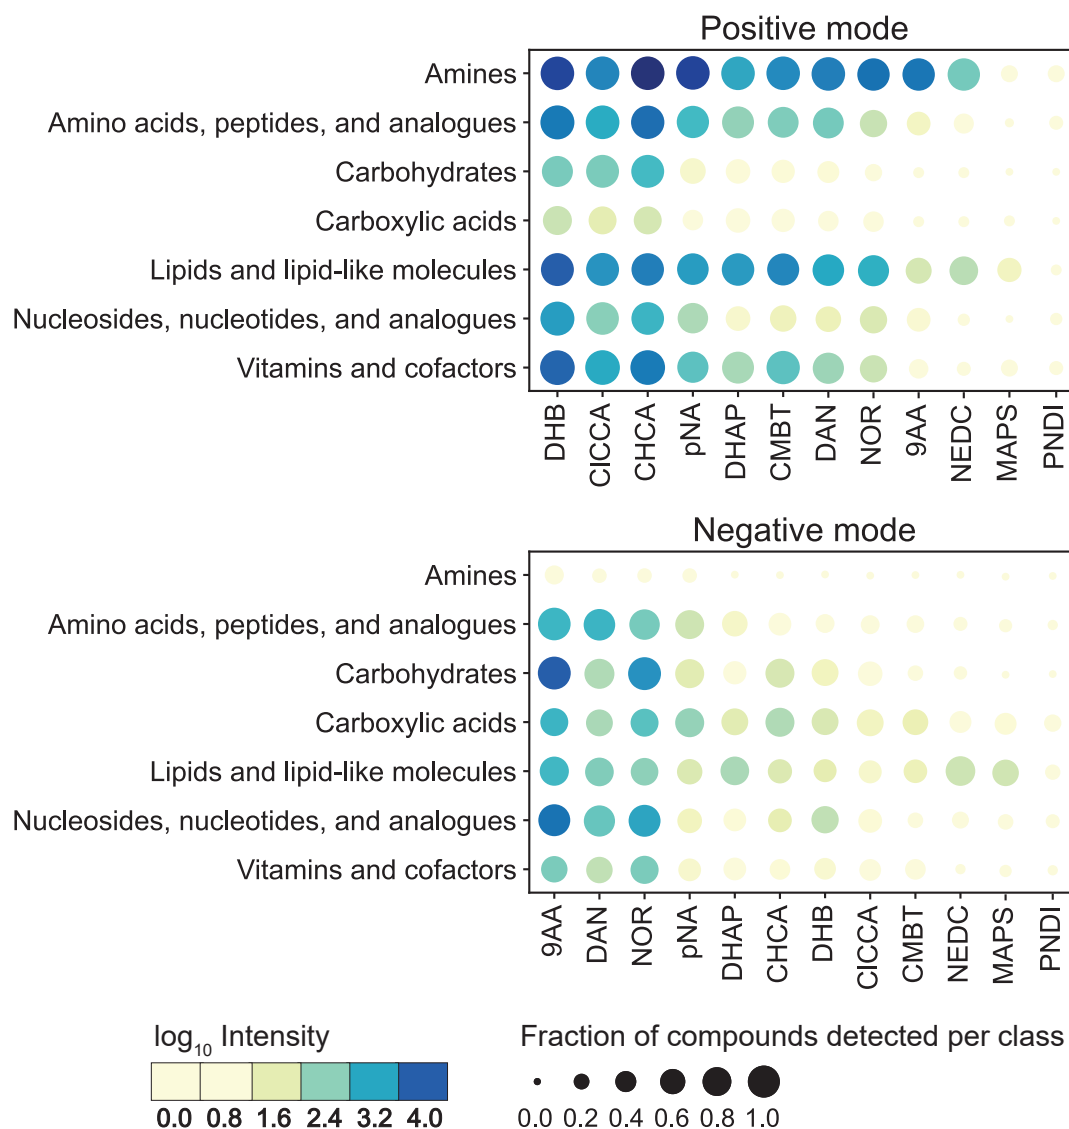 Positive mode
Amines
Amino acids, peptides, and analogues
Carbohydrates
Carboxylic acids
Lipids and lipid-like molecules
Nucleosides, nucleotides, and analogues
Vitamins and cofactors
DHB CICCA CHCA pNA DHAP CMBT DAN NOR 9AA NEDC MAPS PNDI
Negative mode
Amines
Amino acids, peptides, and analogues
Carbohydrates
Carboxylic acids
Lipids and lipid-like molecules
Nucleosides, nucleotides, and analogues
Vitamins and cofactors
9AA DAN NOR pNA DHAP CHCA DHB CICCA CMBT NEDC MAPS PNDI
log₁₀ Intensity
0.0 0.8 1.6 2.4 3.2 4.0
Fraction of compounds detected per class
0.0 0.2 0.4 0.6 0.8 1.0